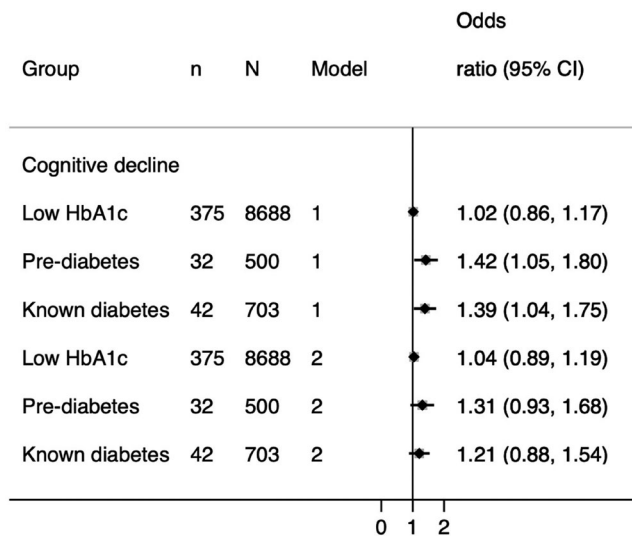 Odds
Group n N Model ratio (95% CI)
Cognitive decline
Low HbA1c 375 8688 1 1.02 (0.86, 1.17)
Pre-diabetes 32 500 1 1.42 (1.05, 1.80)
Known diabetes 42 703 1 1.39 (1.04, 1.75)
Low HbA1c 375 8688 2 1.04 (0.89, 1.19)
Pre-diabetes 32 500 2 1.31 (0.93, 1.68)
Known diabetes 42 703 2 1.21 (0.88, 1.54)
0 1 2